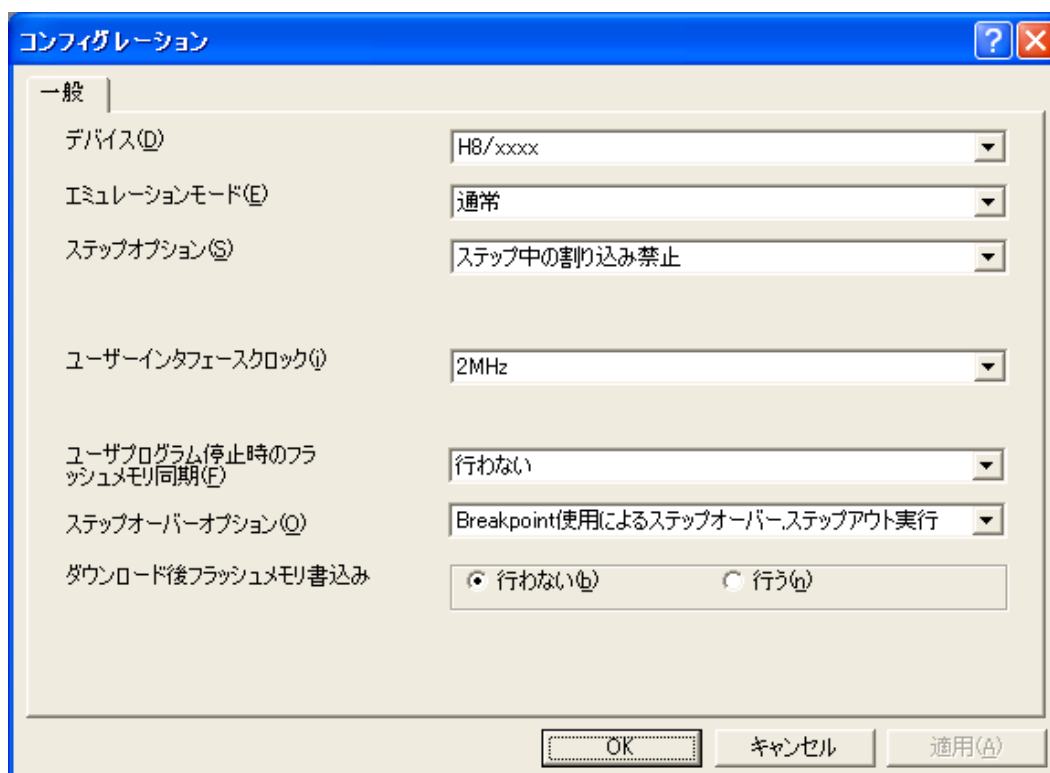 コンフィグレーション
一般
デバイス(D)
H8/xxxx
エミュレーションモード(E)
通常
ステップオプション(S)
ステップ中の割り込み禁止
ユーザーインタフェースクロック(i)
2MHz
ユーザプログラム停止時のフラ
ッシュメモリ同期(F)
行わない
ステップオーバーオプション(O)
Breakpoint使用によるステップオーバー,ステップアウト実行
ダウンロード後フラッシュメモリ書込み
行わない(b) 行う(n)
OK キャンセル 適用(A)